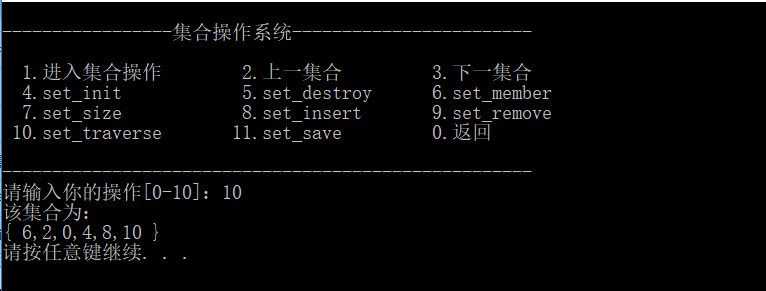 -----------------集合操作系统------------------------
1.进入集合操作 2.上一集合 3.下一集合
4.set_init 5.set_destroy 6.set_member
7.set_size 8.set_insert 9.set_remove
10.set_traverse 11.set_save 0.返回
-----------------------------------------------------
请输入你的操作[0-10]: 10
该集合为:
{ 6,2,0,4,8,10 }
请按任意键继续. . .